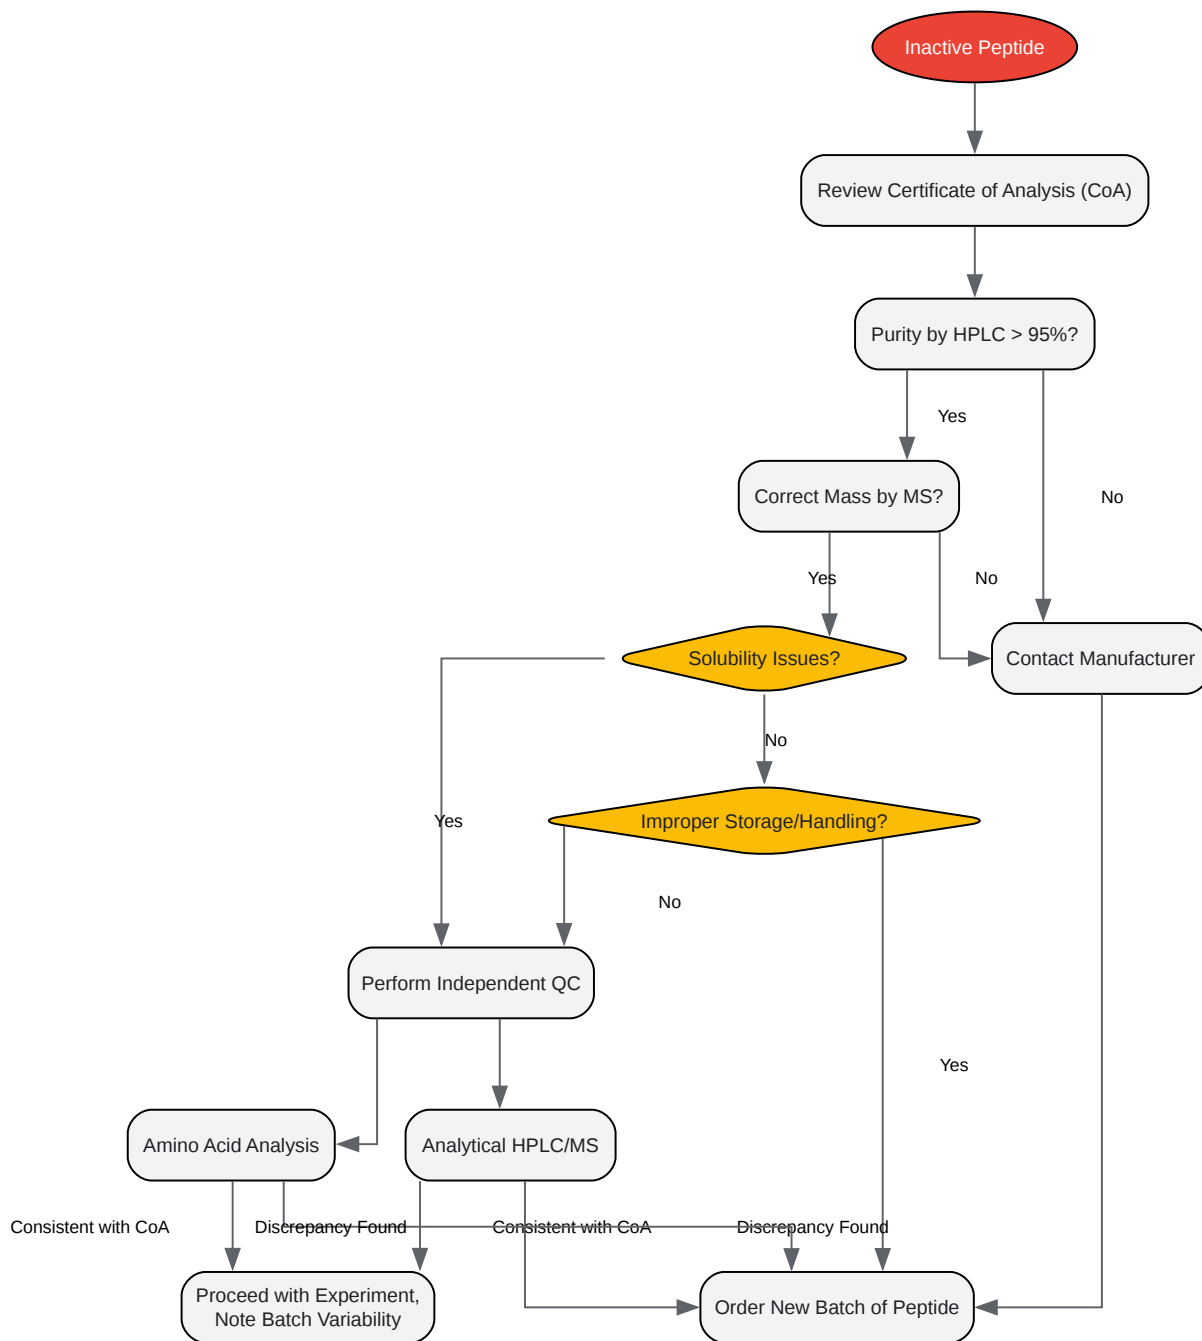 Inactive Peptide
Review Certificate of Analysis (CoA)
Purity by HPLC > 95%?
Yes
Correct Mass by MS?
No
Yes
No
Solubility Issues?
Contact Manufacturer
No
Yes
Improper Storage/Handling?
No
Perform Independent QC
Yes
Amino Acid Analysis
Analytical HPLC/MS
Consistent with CoA
Discrepancy Found
Consistent with CoA
Discrepancy Found
Proceed with Experiment,
Note Batch Variability
Order New Batch of Peptide